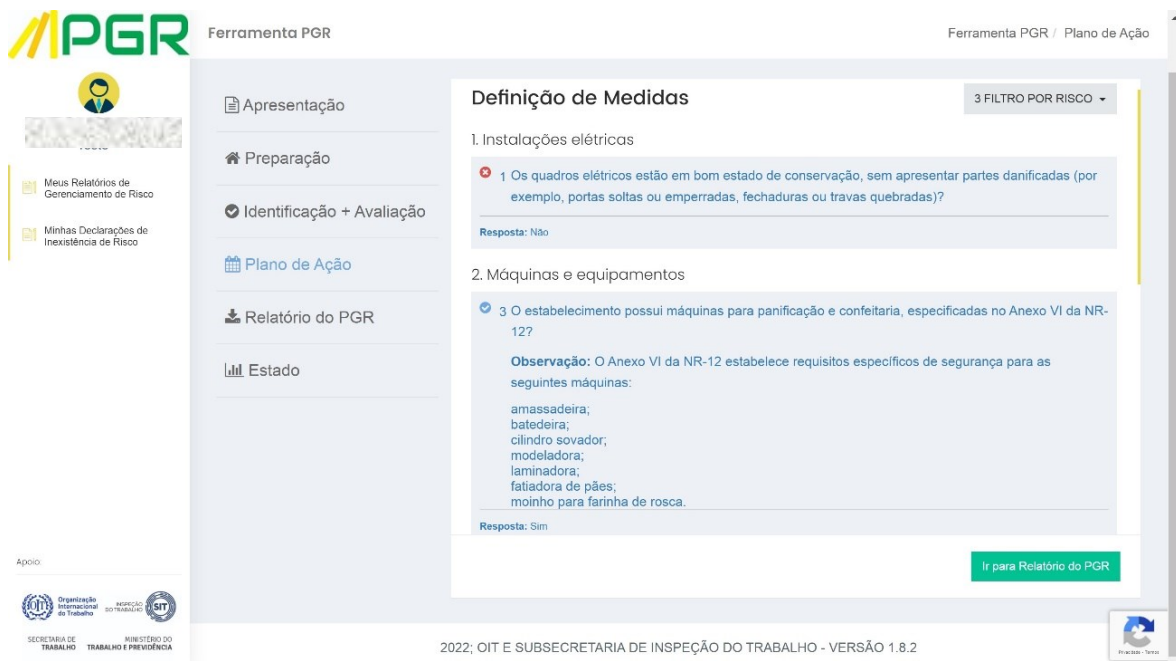 PGR
Ferramenta PGR
Ferramenta PGR / Plano de Ação
Meus Relatórios de
Gerenciamento de Risco
Minhas Declarações de
Inexistência de Risco
Apoio:
Organização
Internacional
do Trabalho
INSPEÇÃO
DO TRABALHO
SIT
SECRETARIA DE
TRABALHO
MINISTÉRIO DO
TRABALHO E PREVIDÊNCIA
Apresentação
Preparação
Identificação + Avaliação
Plano de Ação
Relatório do PGR
Estado
Definição de Medidas
3 FILTRO POR RISCO
1. Instalações elétricas
1 Os quadros elétricos estão em bom estado de conservação, sem apresentar partes danificadas (por
exemplo, portas soltas ou emperradas, fechaduras ou travas quebradas)?
Resposta: Não
2. Máquinas e equipamentos
3 O estabelecimento possui máquinas para panificação e confeitaria, especificadas no Anexo VI da NR-
12?
Observação: O Anexo VI da NR-12 estabelece requisitos específicos de segurança para as
seguintes máquinas:
amassadeira;
batedeira;
cilindro sovador;
modeladora;
laminadora;
fatiadora de pães;
moinho para farinha de rosca.
Resposta: Sim
Ir para Relatório do PGR
2022; OIT E SUBSECRETARIA DE INSPEÇÃO DO TRABALHO - VERSÃO 1.8.2
Privacidade - Termos